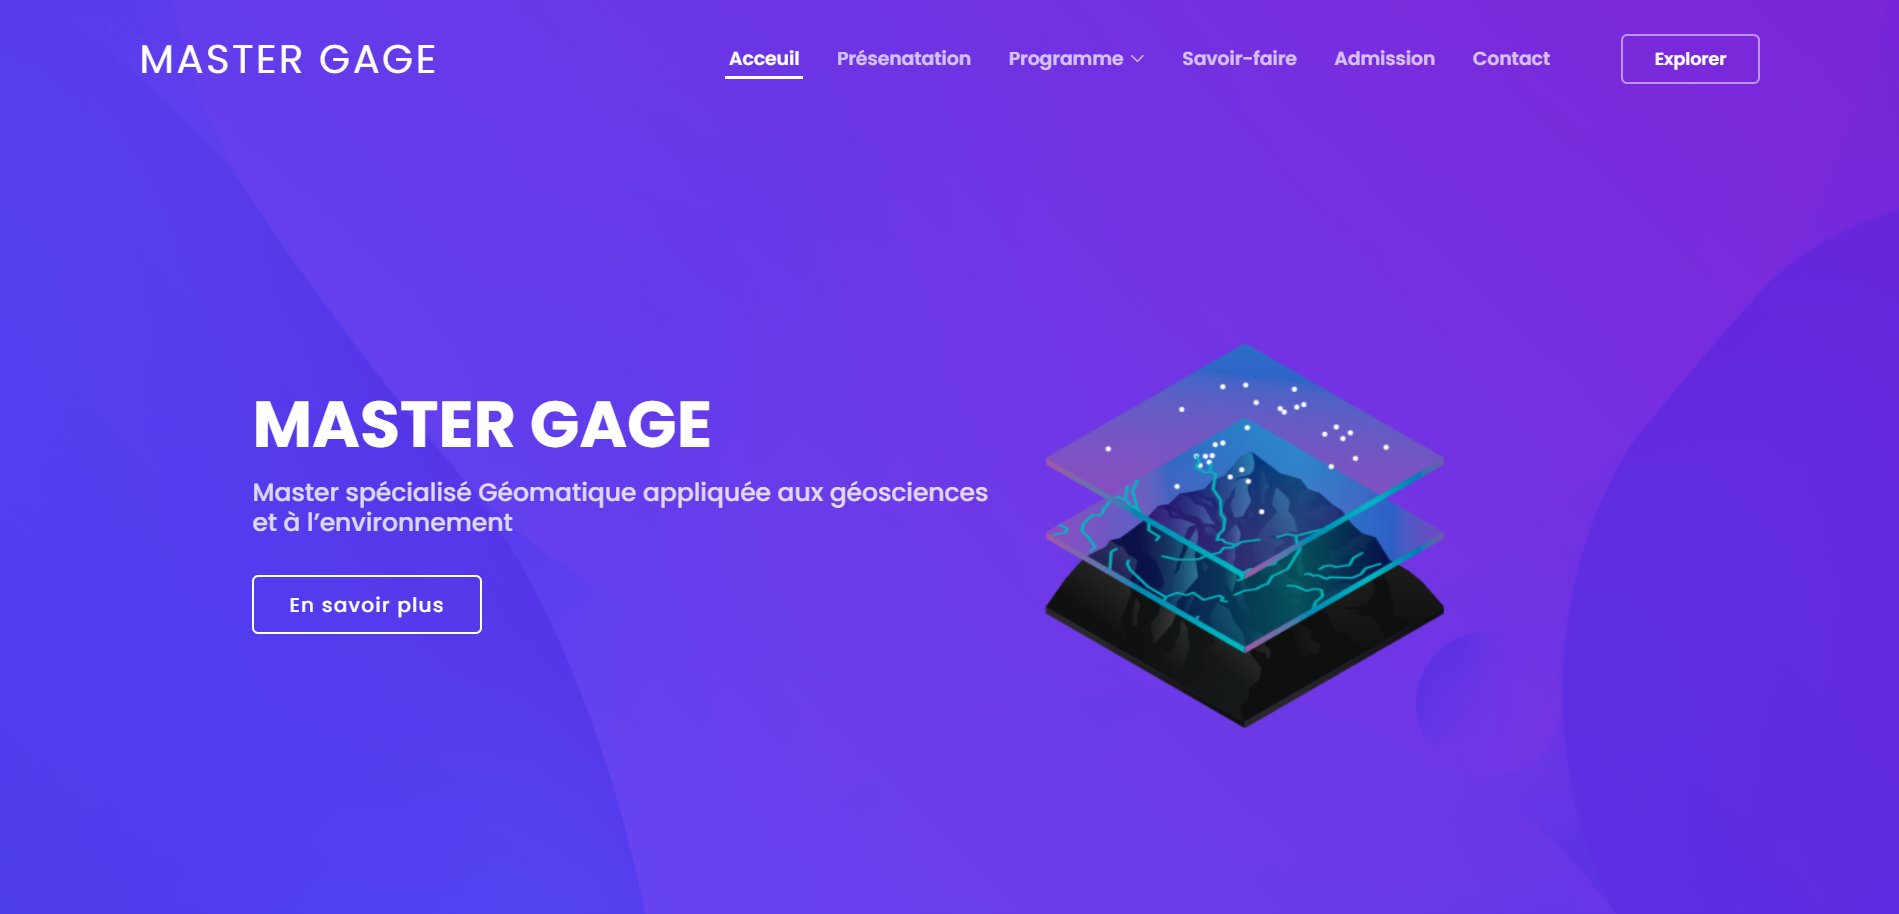 MASTER GAGE
Acceuil
Présenatation
Programme
Savoir-faire
Admission
Contact
Explorer
MASTER GAGE
Master spécialisé Géomatique appliquée aux géosciences
et à l’environnement
En savoir plus